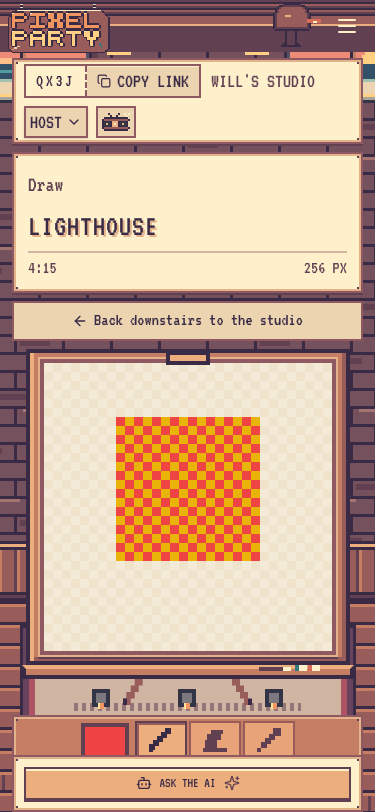 PIXEL
PARTY
QX3J COPY LINK WILL'S STUDIO
HOST
Draw
LIGHTHOUSE
4:15 256 PX
Back downstairs to the studio
ASK THE AI